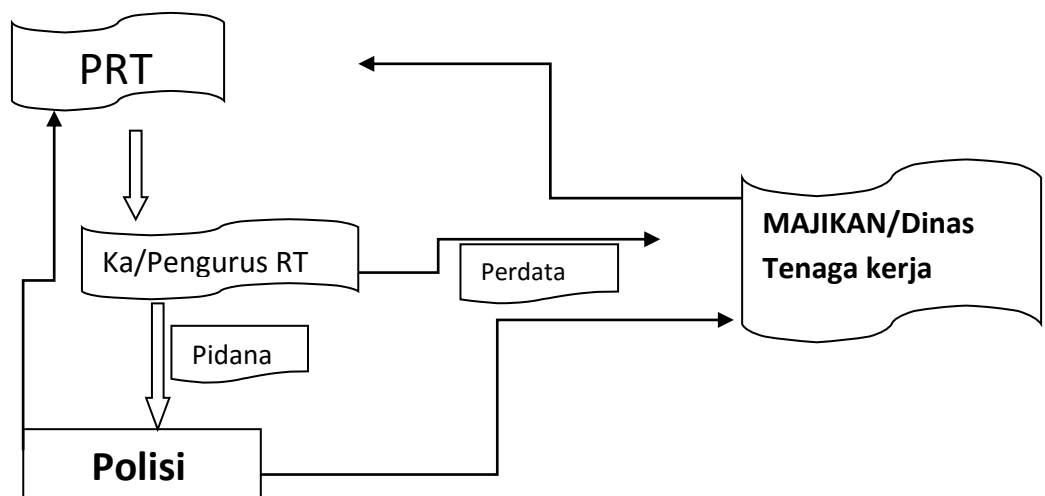 PRT
Ka/Pengurus RT
Perdata
MAJIKAN/Dinas
Tenaga kerja
Pidana
Polisi